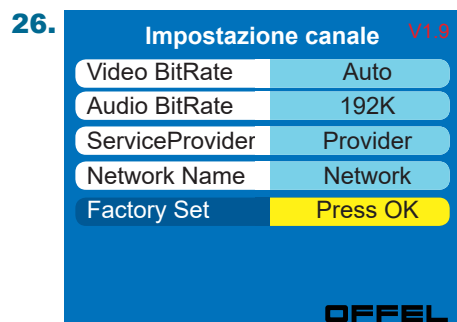 26.
Impostazione canale V1.9
Video BitRate Auto
Audio BitRate 192K
ServiceProvider Provider
Network Name Network
Factory Set Press OK
OFFEL